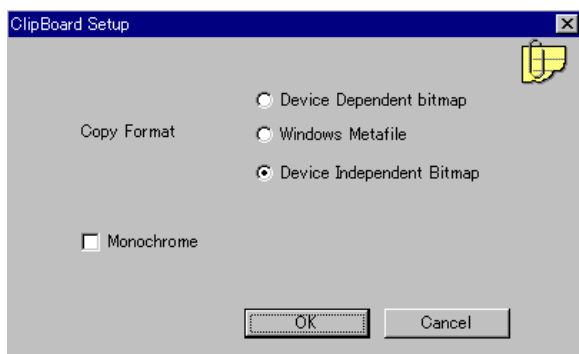 ClipBoard Setup
Device Dependent bitmap
Copy Format
Windows Metafile
Device Independent Bitmap
Monochrome
OK
Cancel